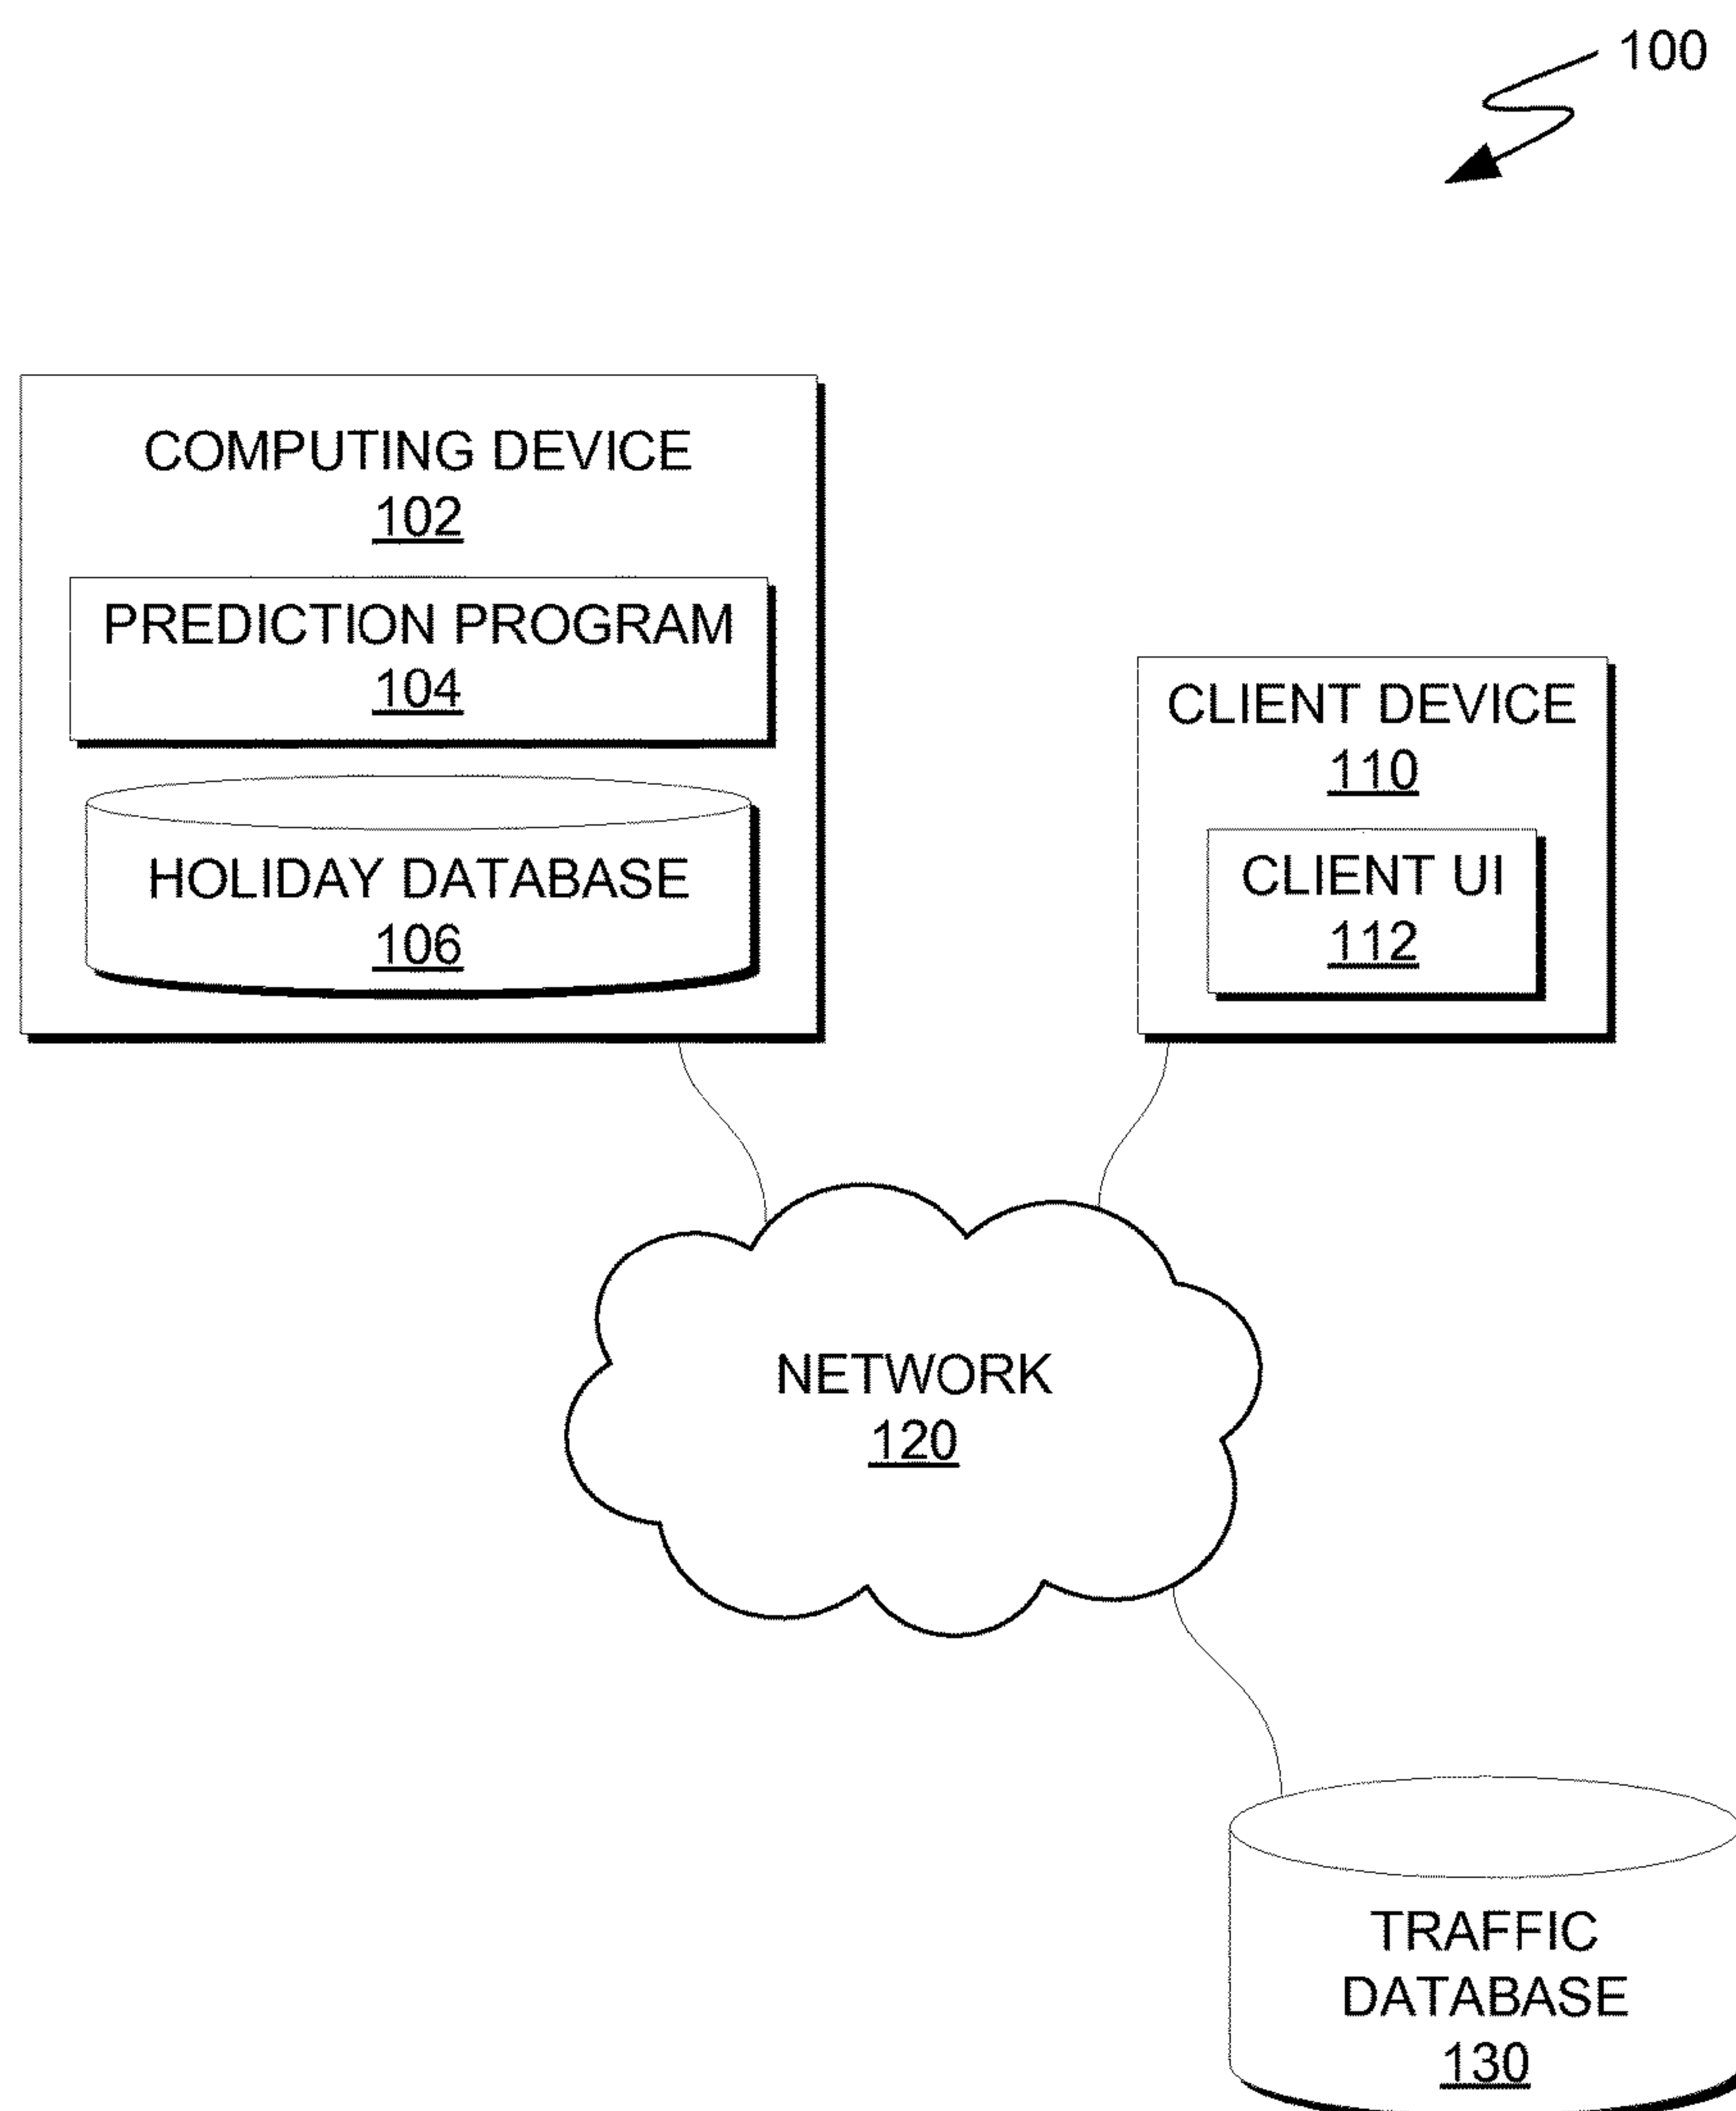 100
COMPUTING DEVICE
102
PREDICTION PROGRAM
104
HOLIDAY DATABASE
106
CLIENT DEVICE
110
CLIENT UI
112
NETWORK
120
TRAFFIC
DATABASE
130